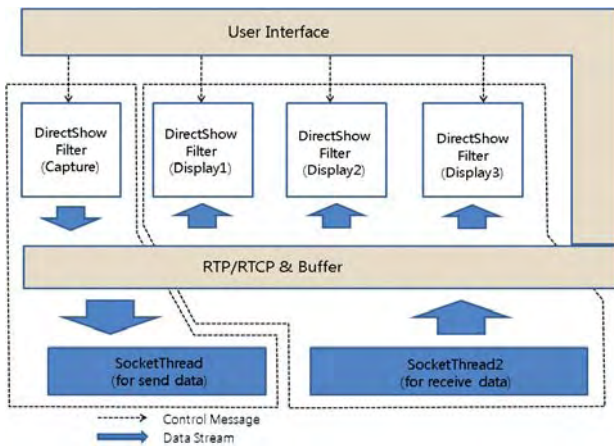 User Interface
DirectShow
Filter
(Capture)
DirectShow
Filter
(Display1)
DirectShow
Filter
(Display2)
DirectShow
Filter
(Display3)
RTP/RTCP & Buffer
SocketThread
(for send data)
SocketThread2
(for receive data)
Control Message
Data Stream